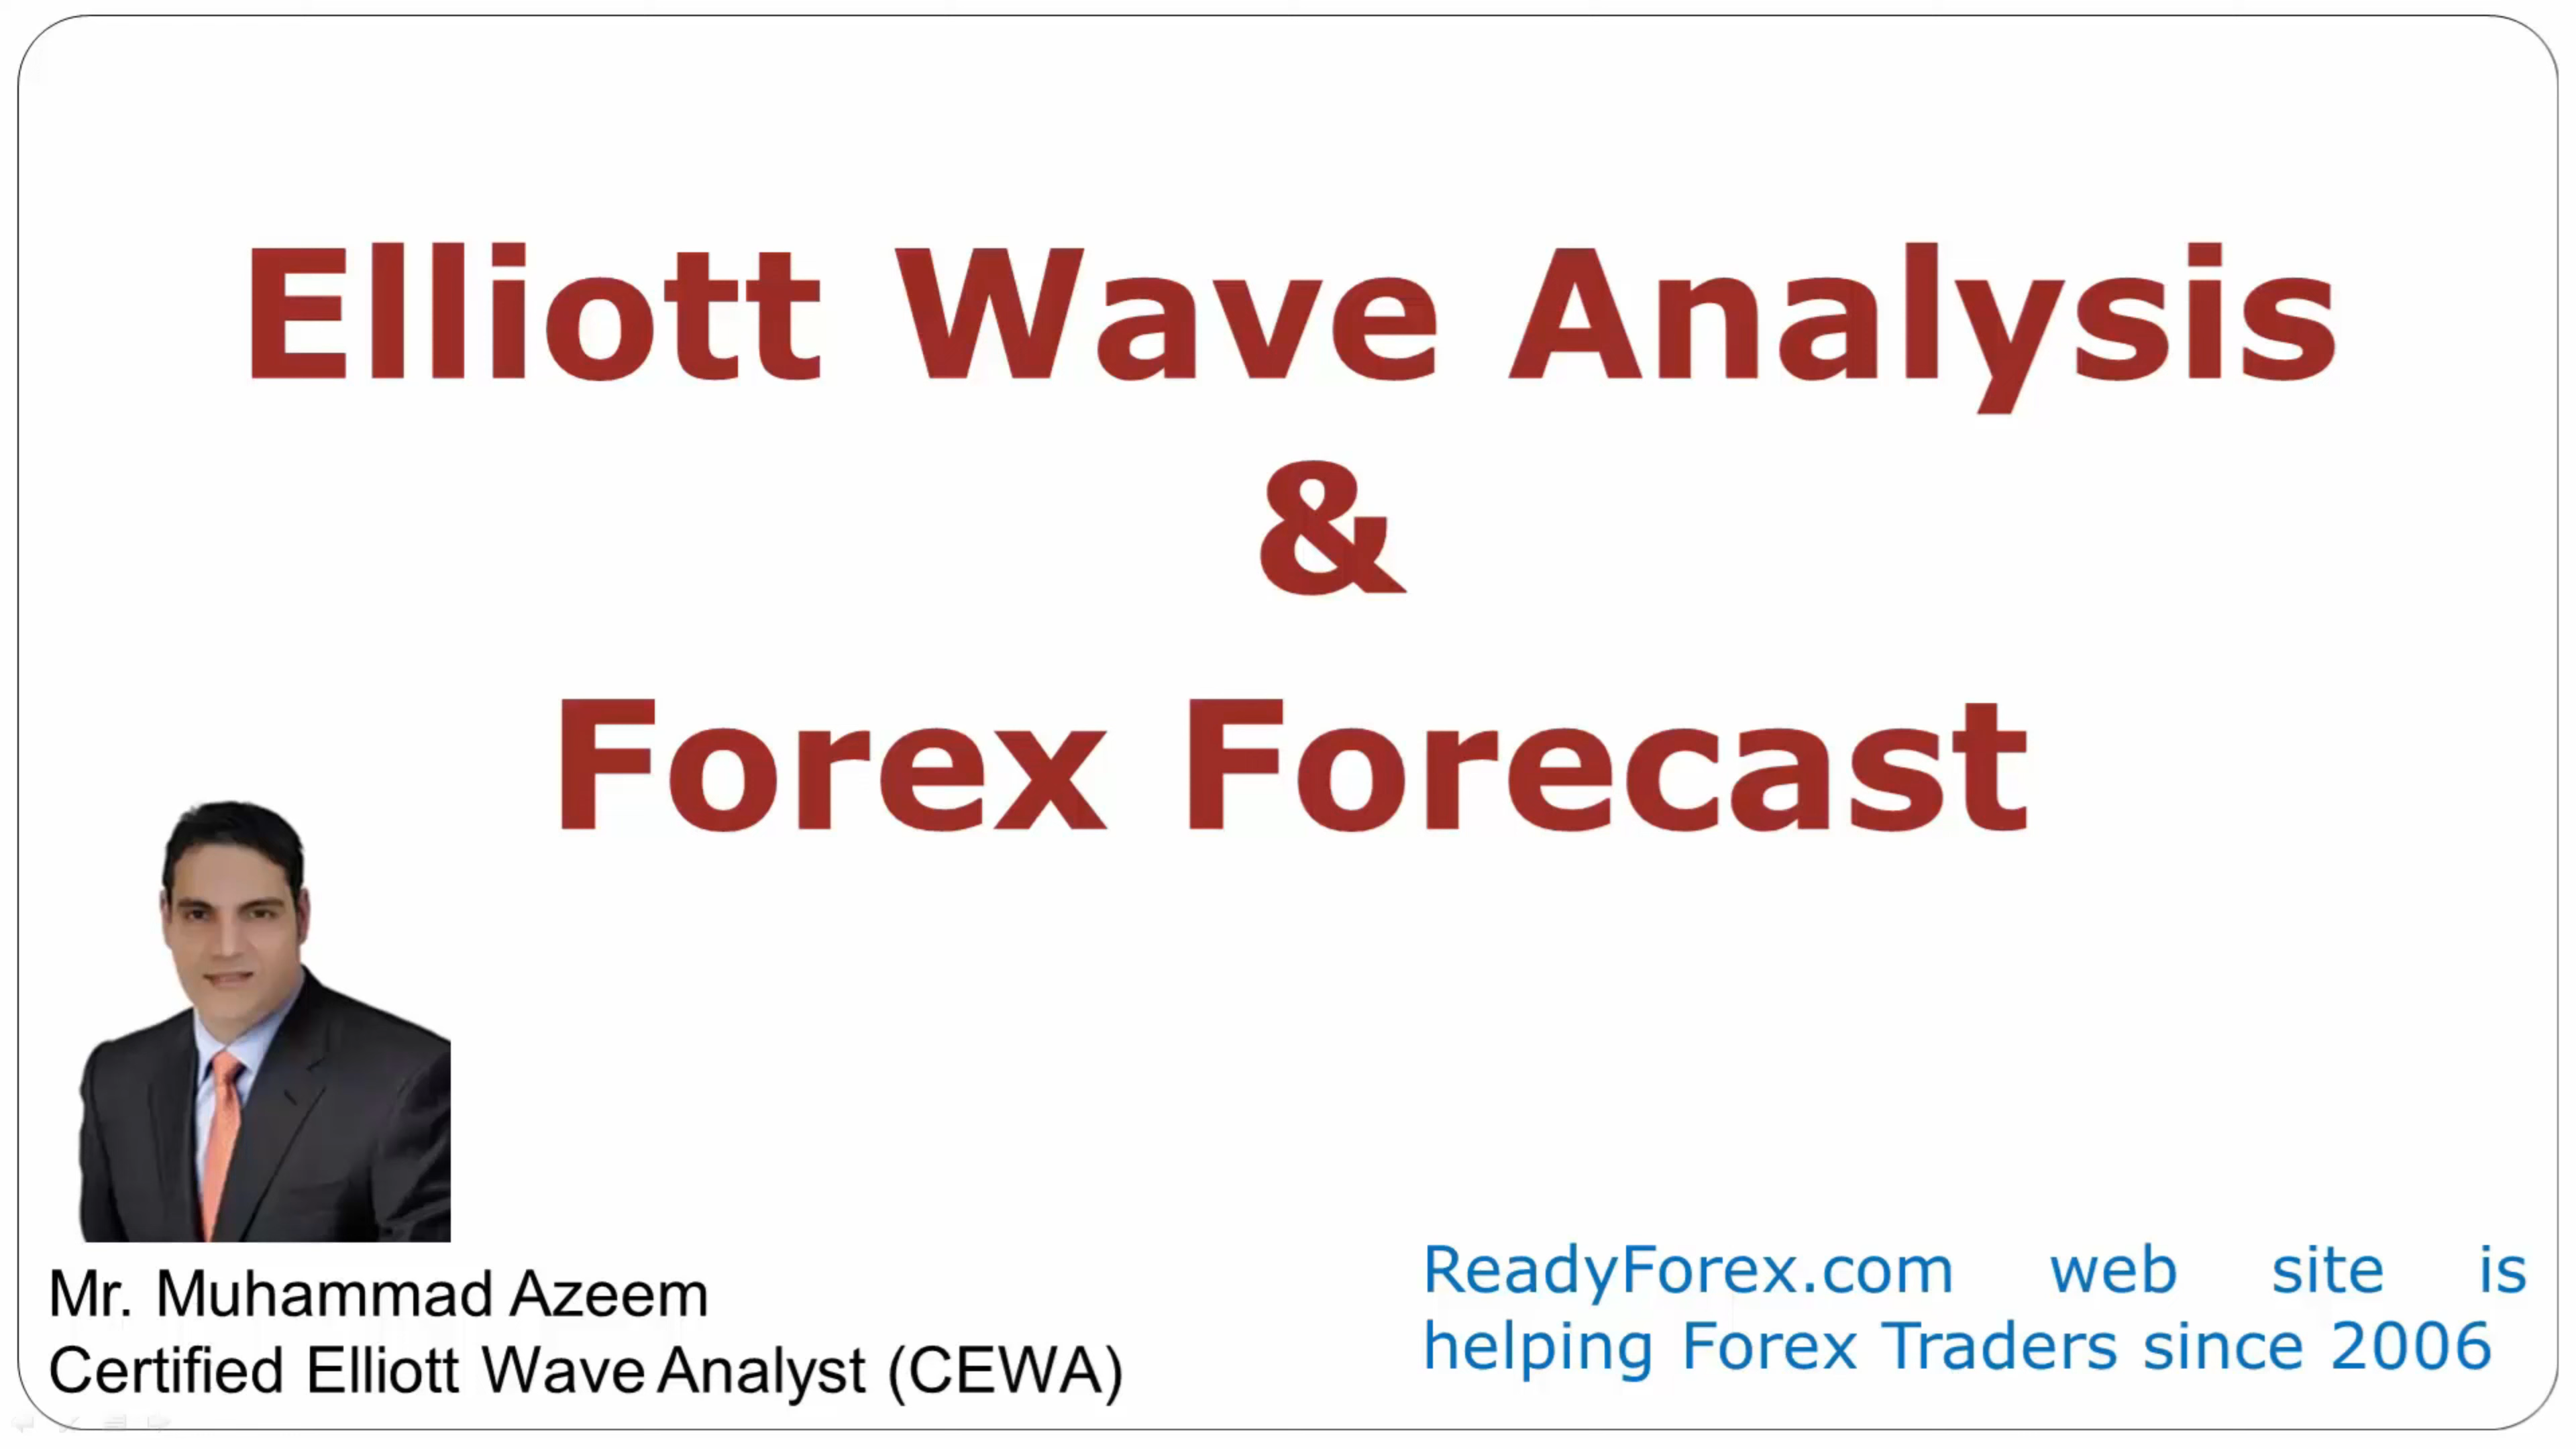 Elliott Wave Analysis
&
Forex Forecast
Mr. Muhammad Azeem
Certified Elliott Wave Analyst (CEWA)
ReadyForex.com web site is
helping Forex Traders since 2006